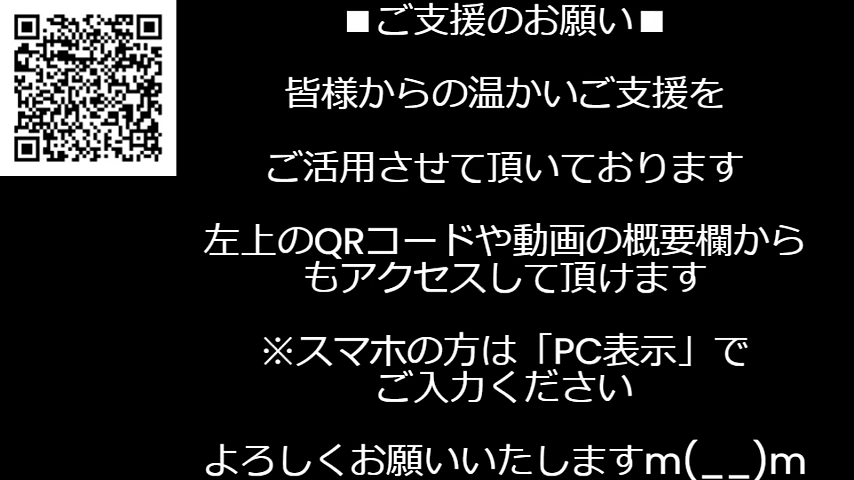 ■ご支援のお願い■
皆様からの温かいご支援を
ご活用させて頂いております
左上のQRコードや動画の概要欄から
もアクセスして頂けます
※スマホの方は「PC表示」で
ご入力ください
よろしくお願いいたしますm(__)m